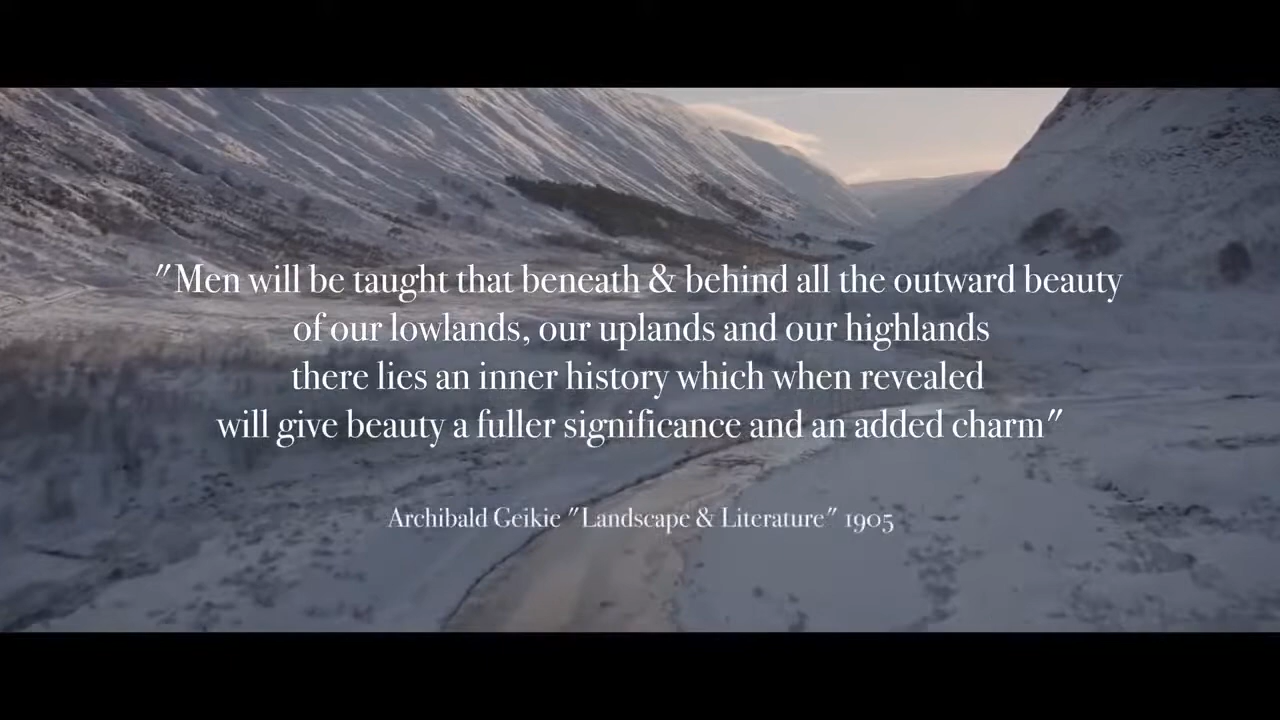 "Men will be taught that beneath & behind all the outward beauty
of our lowlands, our uplands and our highlands
there lies an inner history which when revealed
will give beauty a fuller significance and an added charm"
Archibald Geikie "Landscape & Literature" 1905